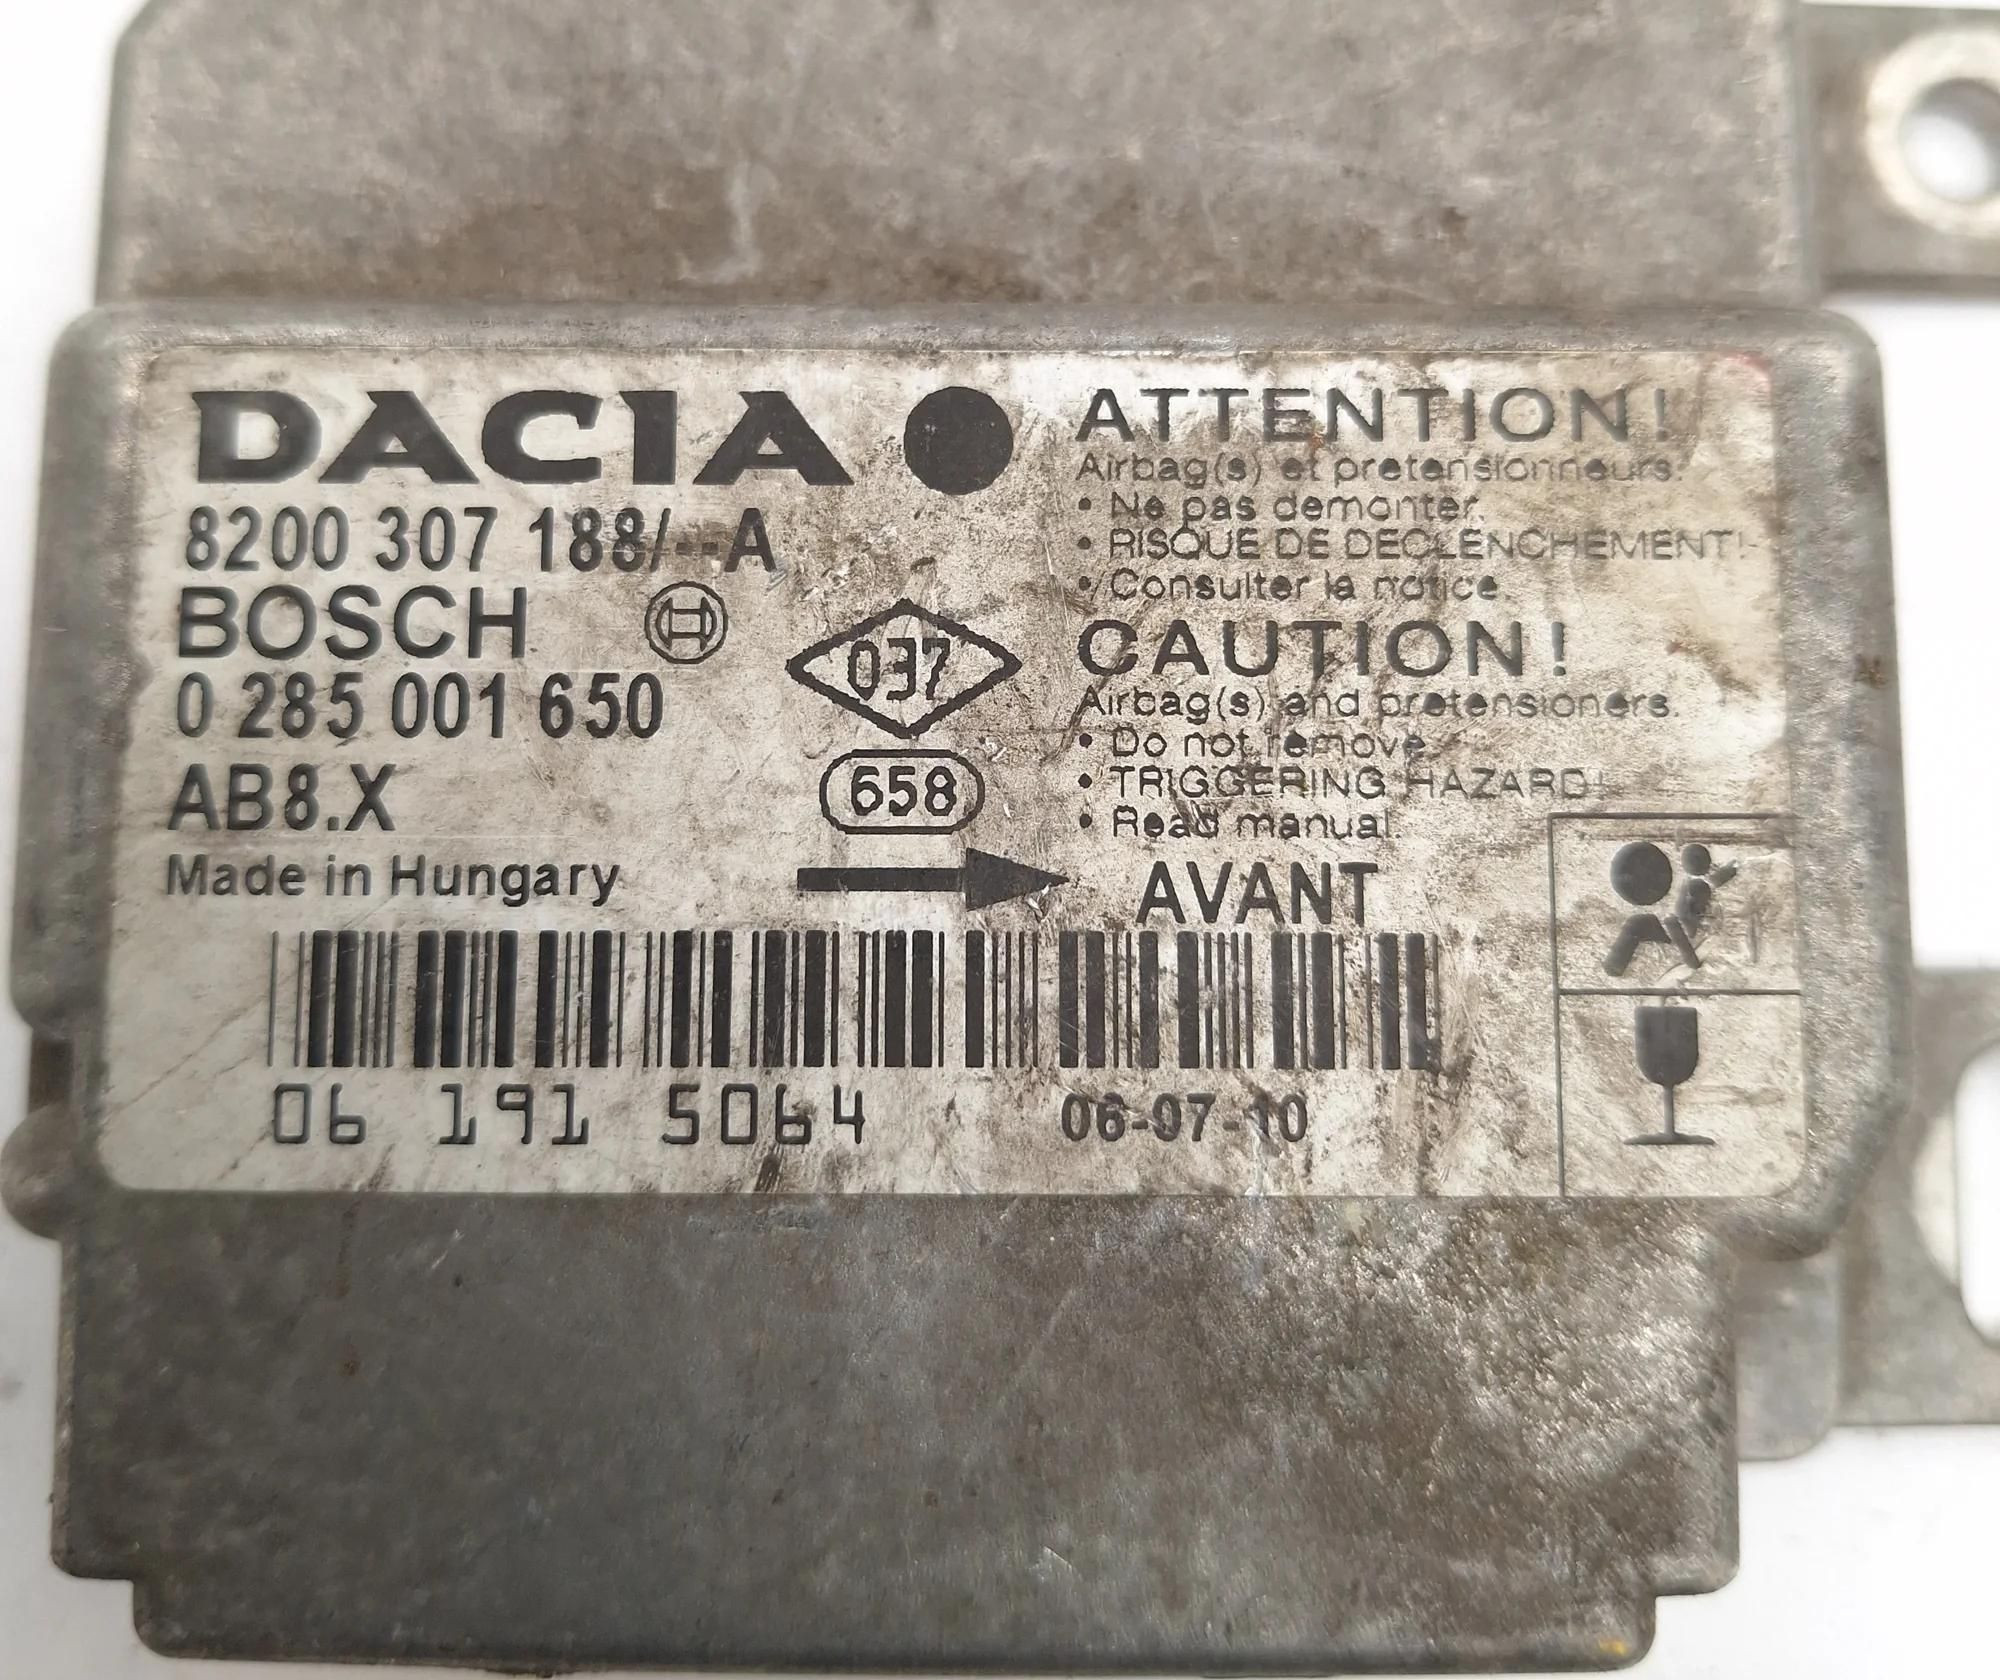 DACIA
8200 307 188/--A
BOSCH
0 285 001 650
AB8.X
Made in Hungary
037
658
ATTENTION!
Airbag(s) et pretensionneurs.
• Ne pas demonter.
• RISQUE DE DECLENCHEMENT!
• Consulter la notice.
CAUTION!
Airbag(s) and pretensioners.
• Do not remove
• TRIGGERING HAZARD!
• Read manual.
AVANT
06 191 5064
06-07-10